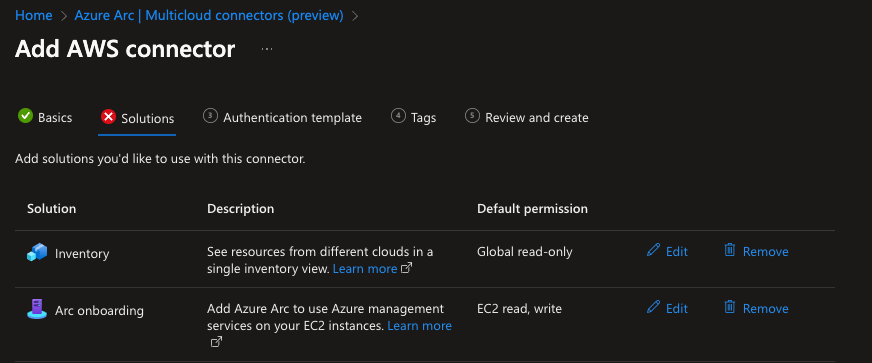 Home > Azure Arc | Multicloud connectors (preview) >
Add AWS connector ...
Basics Solutions 3 Authentication template 4 Tags 5 Review and create
Add solutions you'd like to use with this connector.
Solution Description Default permission
Inventory See resources from different clouds in a Global read-only Edit Remove
single inventory view. Learn more
Arc onboarding Add Azure Arc to use Azure management EC2 read, write Edit Remove
services on your EC2 instances. Learn more